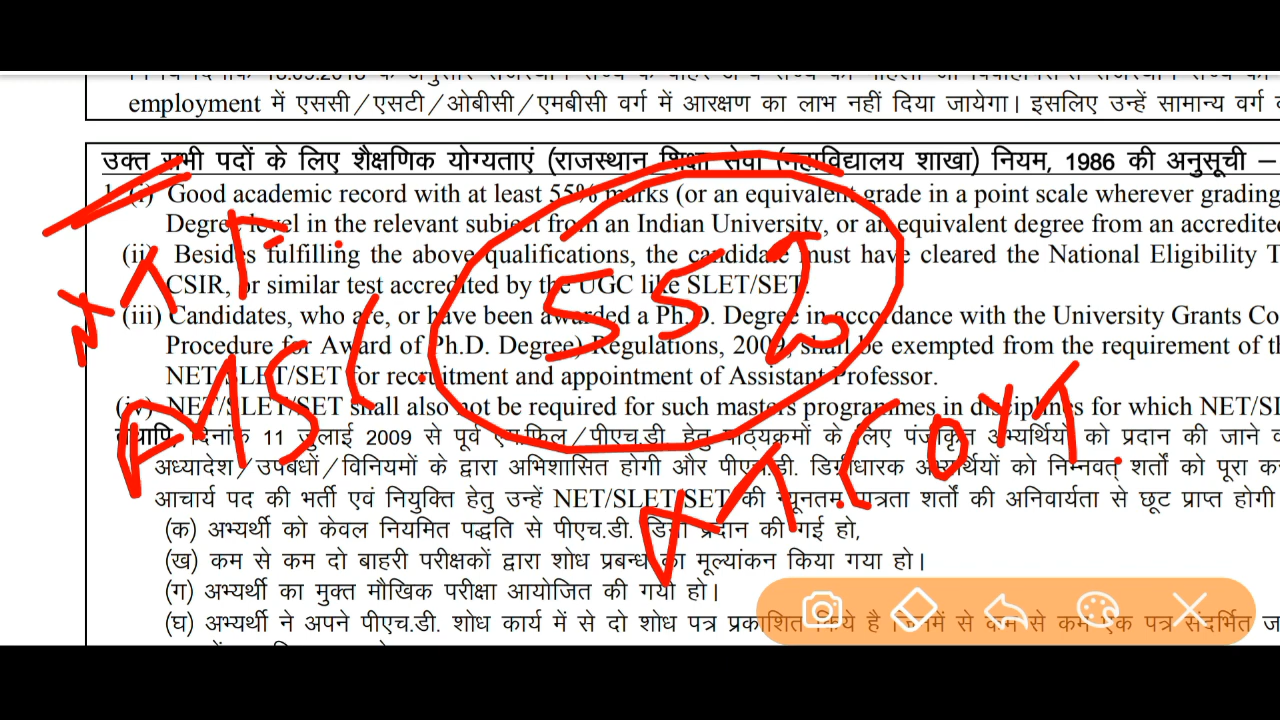 employment में एससी/एसटी/ओबीसी/एमबीसी वर्ग में आरक्षण का लाभ नहीं दिया जायेगा। इसलिए उन्हें सामान्य वर्ग
उक्त सभी पदों के लिए शैक्षणिक योग्यताएं (राजस्थान शिक्षा सेवा (महाविद्यालय शाखा) नियम, 1986 की अनुसूची –
(i) Good academic record with at least 55% marks (or an equivalent grade in a point scale wherever grading
Degree level in the relevant subject from an Indian University, or an equivalent degree from an accredited
(ii) Besides fulfilling the above qualifications, the candidate must have cleared the National Eligibility T
CSIR, or similar test accredited by the UGC like SLET/SET.
(iii) Candidates, who are, or have been awarded a Ph.D. Degree in accordance with the University Grants Co
Procedure for Award of Ph.D. Degree) Regulations, 2009, shall be exempted from the requirement of th
NET/SLET/SET for recruitment and appointment of Assistant Professor.
(iv) NET/SLET/SET shall also not be required for such masters programmes in disciplines for which NET/SL
तथापि, दिनांक 11 जुलाई 2009 से पूर्व एम.फिल/पीएच.डी. हेतु पाठ्यक्रमों के लिए पंजीकृत अभ्यर्थियों को प्रदान की जाने
अध्यादेश/उपबंधों/विनियमों के द्वारा अभिशासित होगी और पीएच.डी. डिग्रीधारक अभ्यर्थियों को निम्नवत् शर्तों को पूरा
आचार्य पद की भर्ती एवं नियुक्ति हेतु उन्हें NET/SLET/SET की न्यूनतम पात्रता शर्तों की अनिवार्यता से छूट प्राप्त होगी
(क) अभ्यर्थी को केवल नियमित पद्धति से पीएच.डी. डिग्री प्रदान की गई हो,
(ख) कम से कम दो बाहरी परीक्षकों द्वारा शोध प्रबन्ध का मूल्यांकन किया गया हो।
(ग) अभ्यर्थी का मुक्त मौखिक परीक्षा आयोजित की गयी हो।
(घ) अभ्यर्थी ने अपने पीएच.डी. शोध कार्य में से दो शोध पत्र प्रकाशित किये है जिनमें से कम से कम एक पत्र संदर्भित